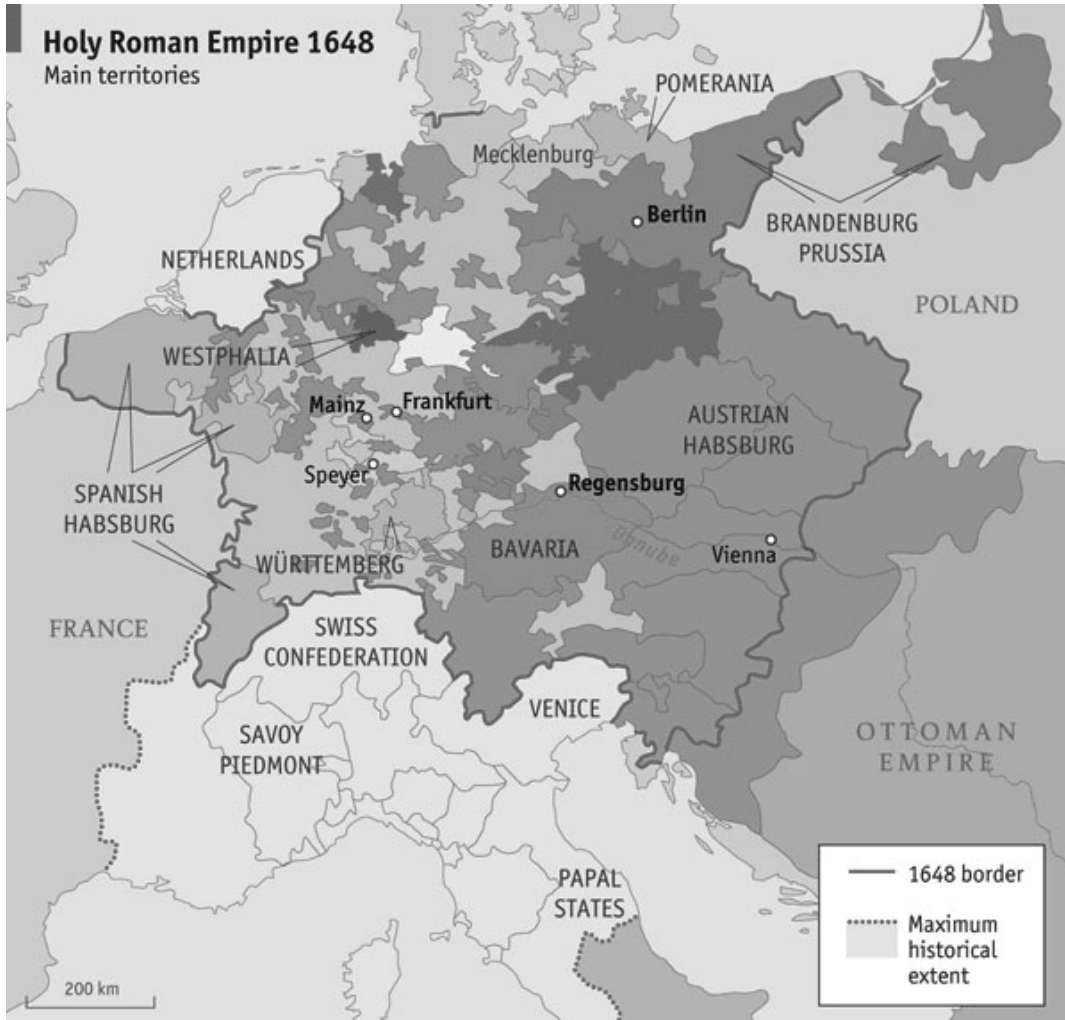 Holy Roman Empire 1648
Main territories
POMERANIA
Mecklenburg
Berlin
BRANDENBURG
PRUSSIA
NETHERLANDS
POLAND
WESTPHALIA
Mainz
Frankfurt
AUSTRIAN
HABSBURG
Speyer
Regensburg
SPANISH
HABSBURG
BAVARIA
Danube
Vienna
WÜRTTEMBERG
FRANCE
SWISS
CONFEDERATION
VENICE
SAVOY
PIEDMONT
OTTOMAN
EMPIRE
PAPAL
STATES
1648 border
Maximum
historical
extent
200 km